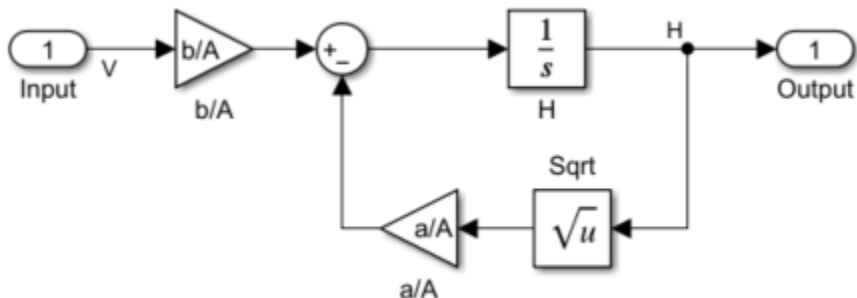 1
Input
V
b/A
b/A
+
−
1
s
H
H
1
Output
Sqrt
√u
a/A
a/A